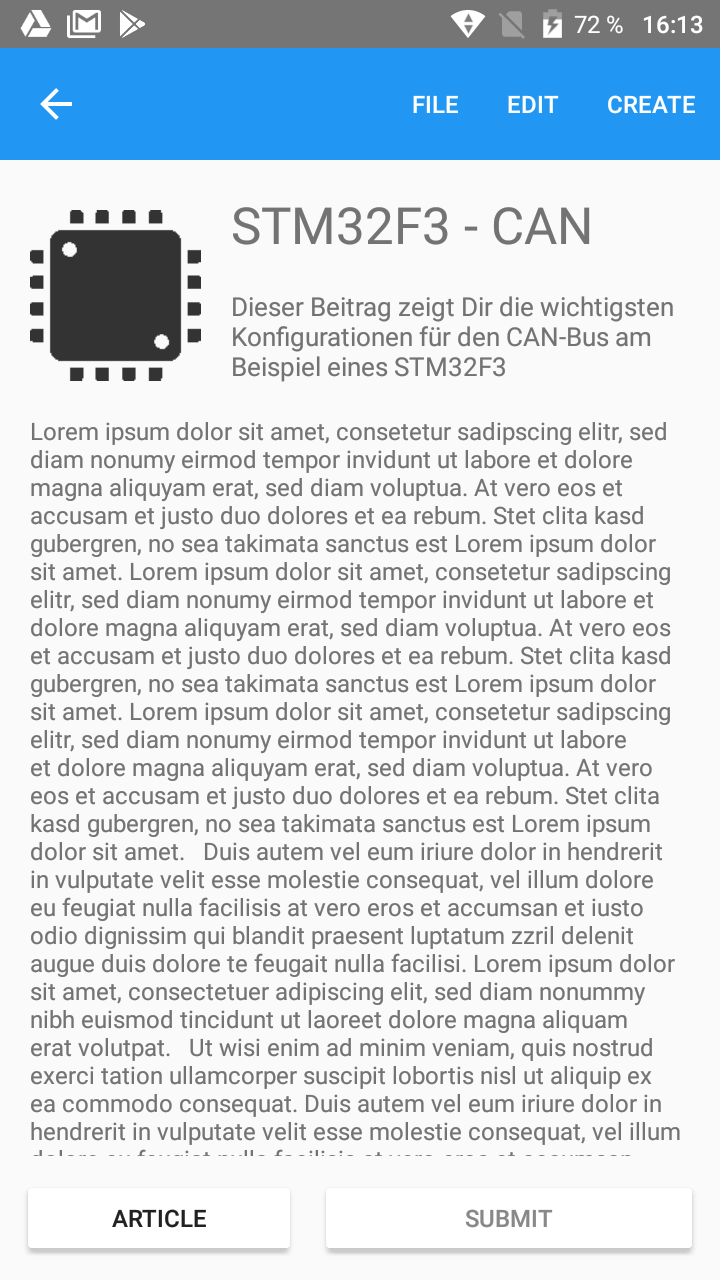 72 % 16:13
FILE EDIT CREATE
STM32F3 - CAN
Dieser Beitrag zeigt Dir die wichtigsten
Konfigurationen für den CAN-Bus am
Beispiel eines STM32F3
Lorem ipsum dolor sit amet, consetetur sadipscing elitr, sed
diam nonumy eirmod tempor invidunt ut labore et dolore
magna aliquyam erat, sed diam voluptua. At vero eos et
accusam et justo duo dolores et ea rebum. Stet clita kasd
gubergren, no sea takimata sanctus est Lorem ipsum dolor
sit amet. Lorem ipsum dolor sit amet, consetetur sadipscing
elitr, sed diam nonumy eirmod tempor invidunt ut labore et
dolore magna aliquyam erat, sed diam voluptua. At vero eos
et accusam et justo duo dolores et ea rebum. Stet clita kasd
gubergren, no sea takimata sanctus est Lorem ipsum dolor
sit amet. Lorem ipsum dolor sit amet, consetetur sadipscing
elitr, sed diam nonumy eirmod tempor invidunt ut labore
et dolore magna aliquyam erat, sed diam voluptua. At vero
eos et accusam et justo duo dolores et ea rebum. Stet clita
kasd gubergren, no sea takimata sanctus est Lorem ipsum
dolor sit amet.   Duis autem vel eum iriure dolor in hendrerit
in vulputate velit esse molestie consequat, vel illum dolore
eu feugiat nulla facilisis at vero eros et accumsan et iusto
odio dignissim qui blandit praesent luptatum zzril delenit
augue duis dolore te feugait nulla facilisi. Lorem ipsum dolor
sit amet, consectetuer adipiscing elit, sed diam nonummy
nibh euismod tincidunt ut laoreet dolore magna aliquam
erat volutpat.   Ut wisi enim ad minim veniam, quis nostrud
exerci tation ullamcorper suscipit lobortis nisl ut aliquip ex
ea commodo consequat. Duis autem vel eum iriure dolor in
hendrerit in vulputate velit esse molestie consequat, vel illum
ARTICLE SUBMIT